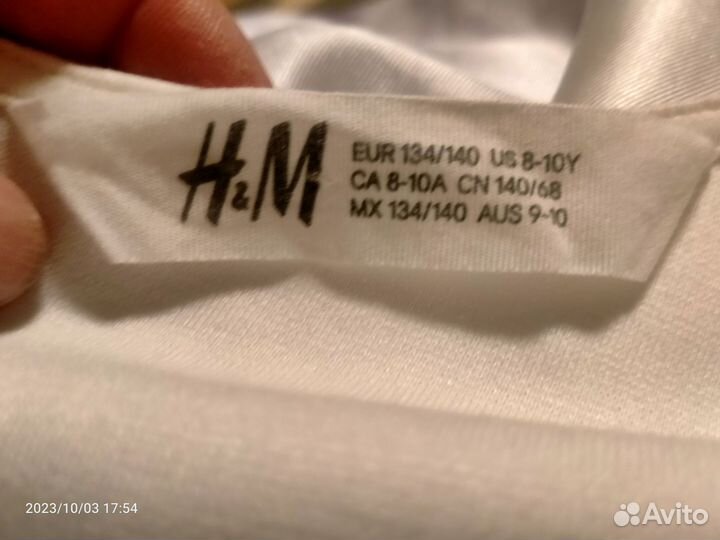 H&M
EUR 134/140 US 8-10Y
CA 8-10A CN 140/68
MX 134/140 AUS 9-10
2023/10/03 17:54
Avito